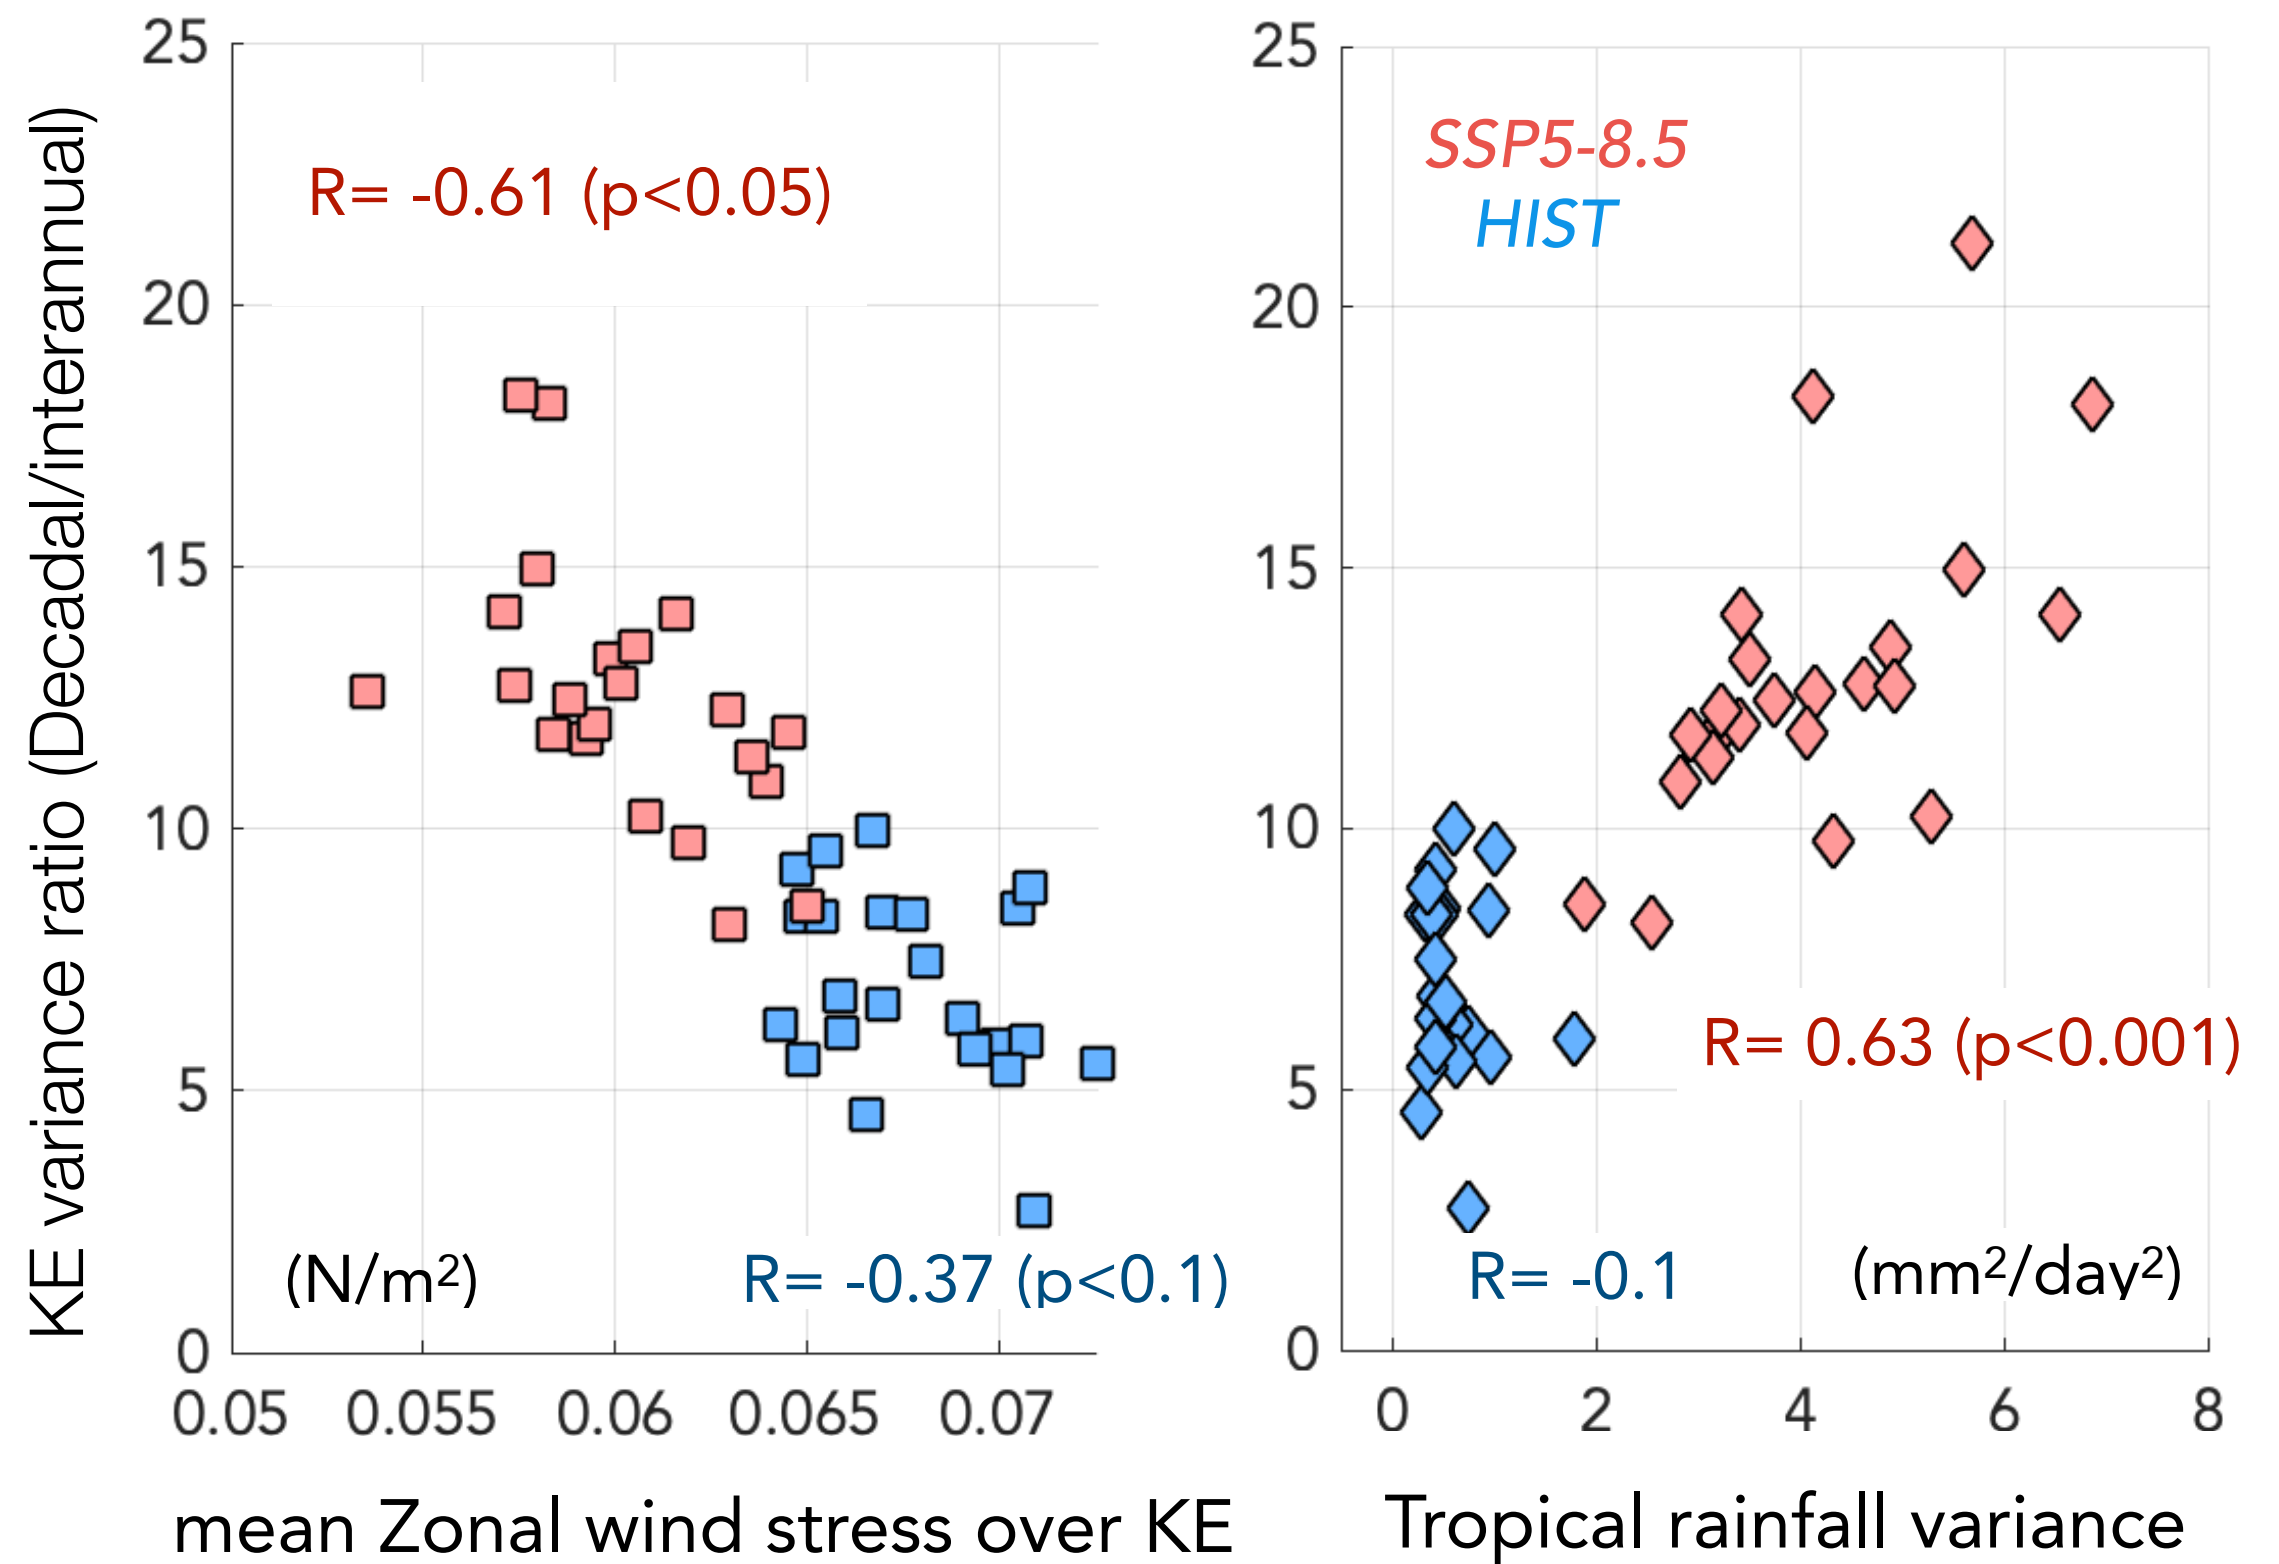 KE variance ratio (Decadal/interannual)
25
20
15
10
5
0
R= -0.61 (p<0.05)
(N/m²)
R= -0.37 (p<0.1)
0.05 0.055 0.06 0.065 0.07
mean Zonal wind stress over KE
25
20
15
10
5
0
SSP5-8.5
HIST
R= 0.63 (p<0.001)
R= -0.1
(mm²/day²)
0 2 4 6 8
Tropical rainfall variance